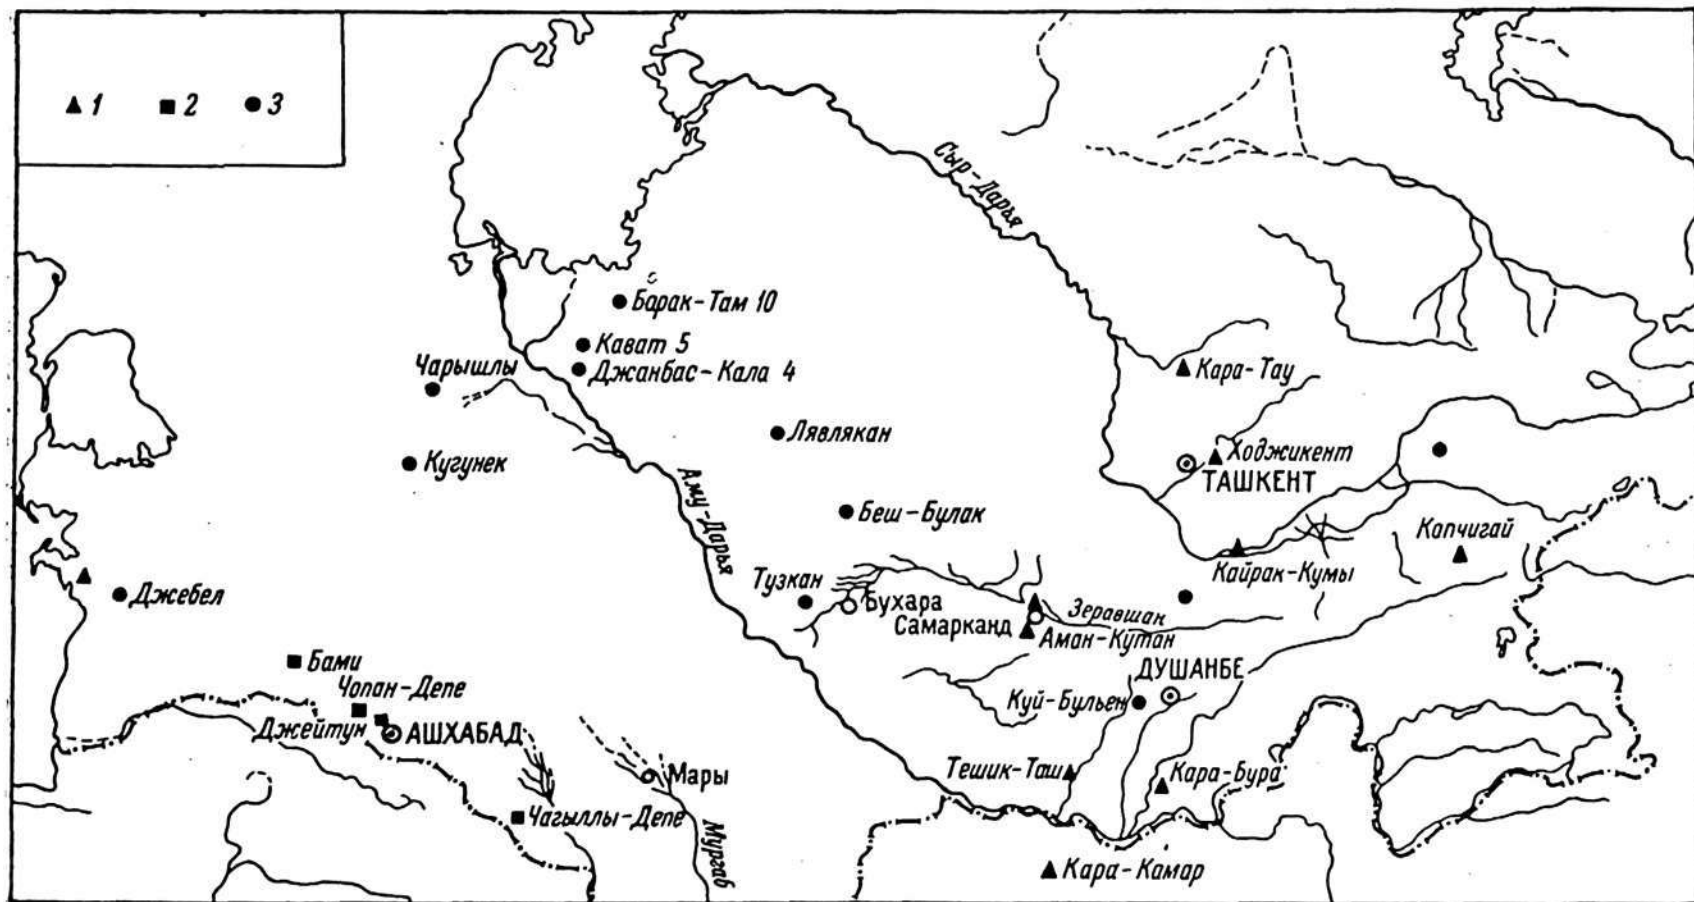 1 2 3
Сыр-Дарья
Барак-Там 10
Кават 5
Чарышлы
Джанбас-Кала 4
Кара-Тау
Лявлякан
Ходжикент
Кугунек
ТАШКЕНТ
Аму-Дарья
Беш-Булак
Капчигай
Кайрак-Кумы
Тузкан
Джебел
Бухара
Зеравшан
Самарканд
Аман-Кутан
Бами
ДУШАНБЕ
Чопан-Депе
Куй-Бульен
Джейтун
АШХАБАД
Тешик-Таш
Мары
Кара-Бура
Чагыллы-Депе
Мургаб
Кара-Камар